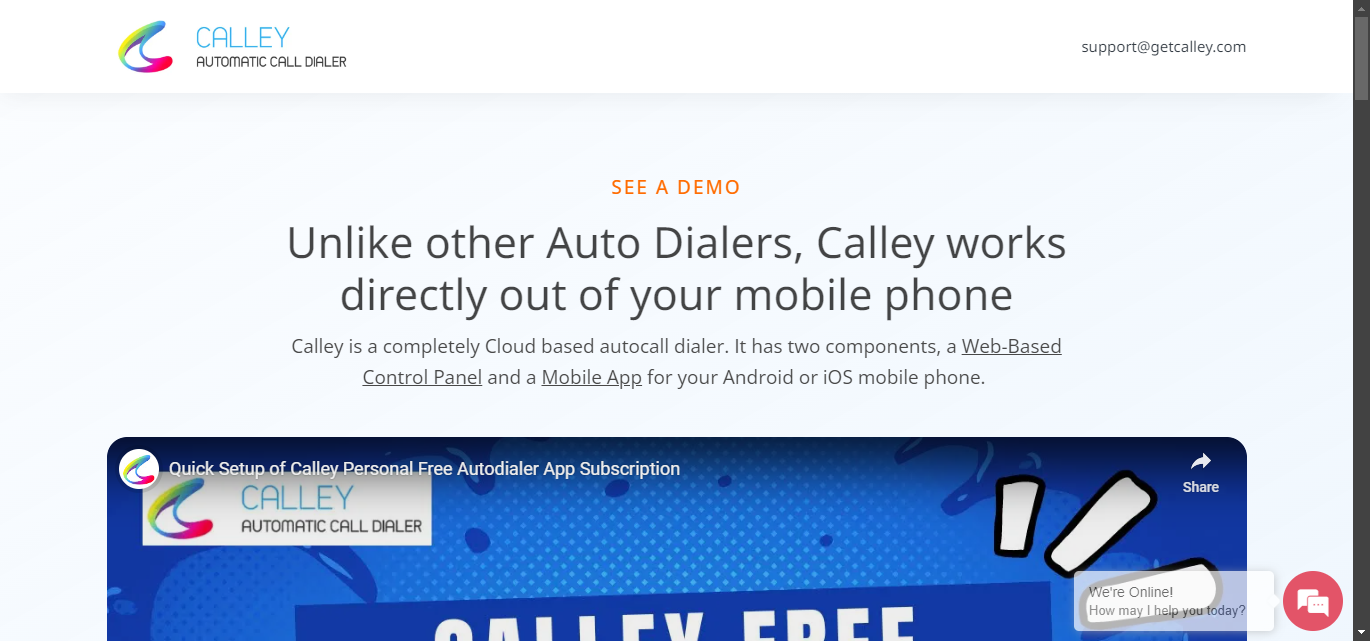 CALLEY
AUTOMATIC CALL DIALER
support@getcalley.com
SEE A DEMO
Unlike other Auto Dialers, Calley works
directly out of your mobile phone
Calley is a completely Cloud based autocall dialer. It has two components, a Web-Based
Control Panel and a Mobile App for your Android or iOS mobile phone.
Quick Setup of Calley Personal Free Autodialer App Subscription
Share
CALLEY
AUTOMATIC CALL DIALER
CALLEY FREE
We're Online!
How may I help you today?